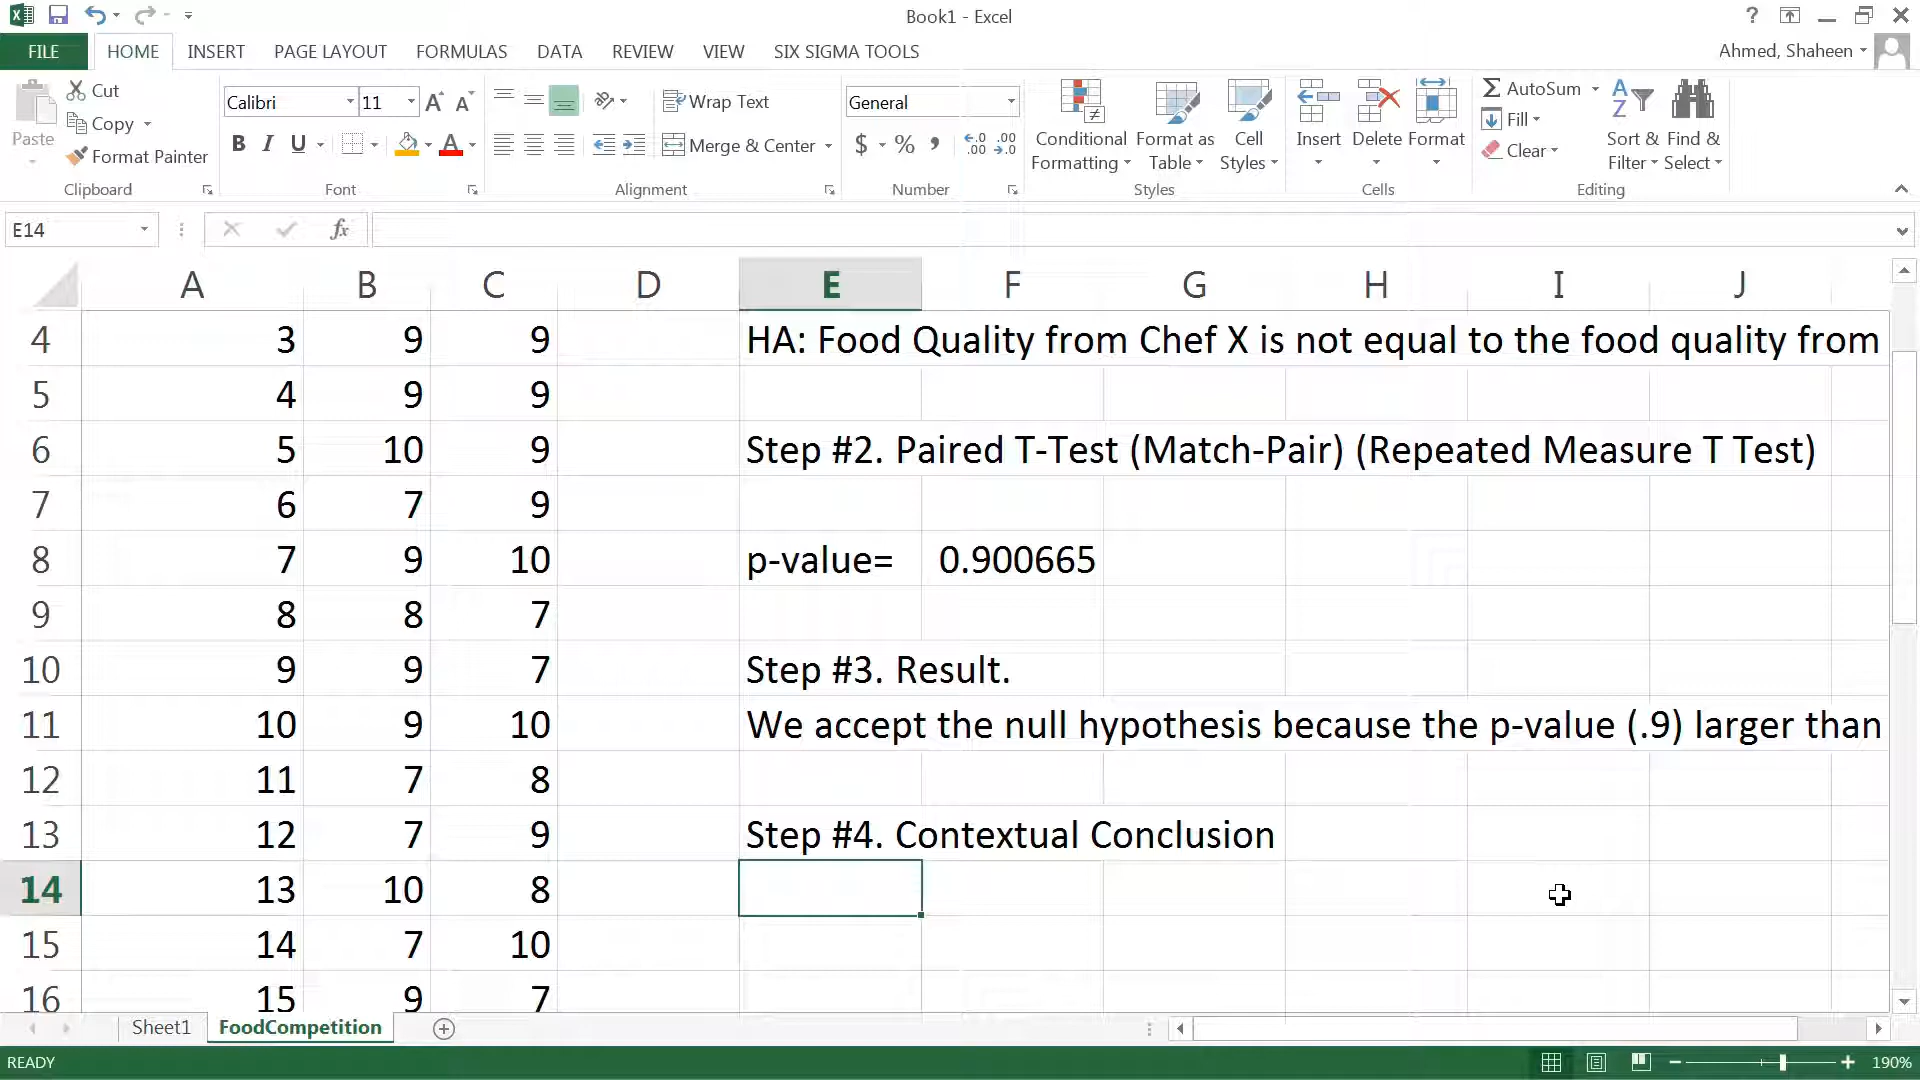 Book1 - Excel
?
FILE HOME INSERT PAGE LAYOUT FORMULAS DATA REVIEW VIEW SIX SIGMA TOOLS Ahmed, Shaheen
Paste Cut Copy Format Painter Clipboard
Calibri 11 A A B I U A Font
Wrap Text Merge & Center Alignment
General $ % , .00 .0 .00 Number
Conditional Formatting Format as Table Cell Styles Styles
Insert Delete Format Cells
AutoSum Fill Clear Sort & Filter Find & Select Editing
E14 fx
A B C D E F G H I J
4 3 9 9 HA: Food Quality from Chef X is not equal to the food quality from
5 4 9 9
6 5 10 9 Step #2. Paired T-Test (Match-Pair) (Repeated Measure T Test)
7 6 7 9
8 7 9 10 p-value= 0.900665
9 8 8 7
10 9 9 7 Step #3. Result.
11 10 9 10 We accept the null hypothesis because the p-value (.9) larger than
12 11 7 8
13 12 7 9 Step #4. Contextual Conclusion
14 13 10 8
15 14 7 10
16 15 9 7
Sheet1 FoodCompetition
READY 190%